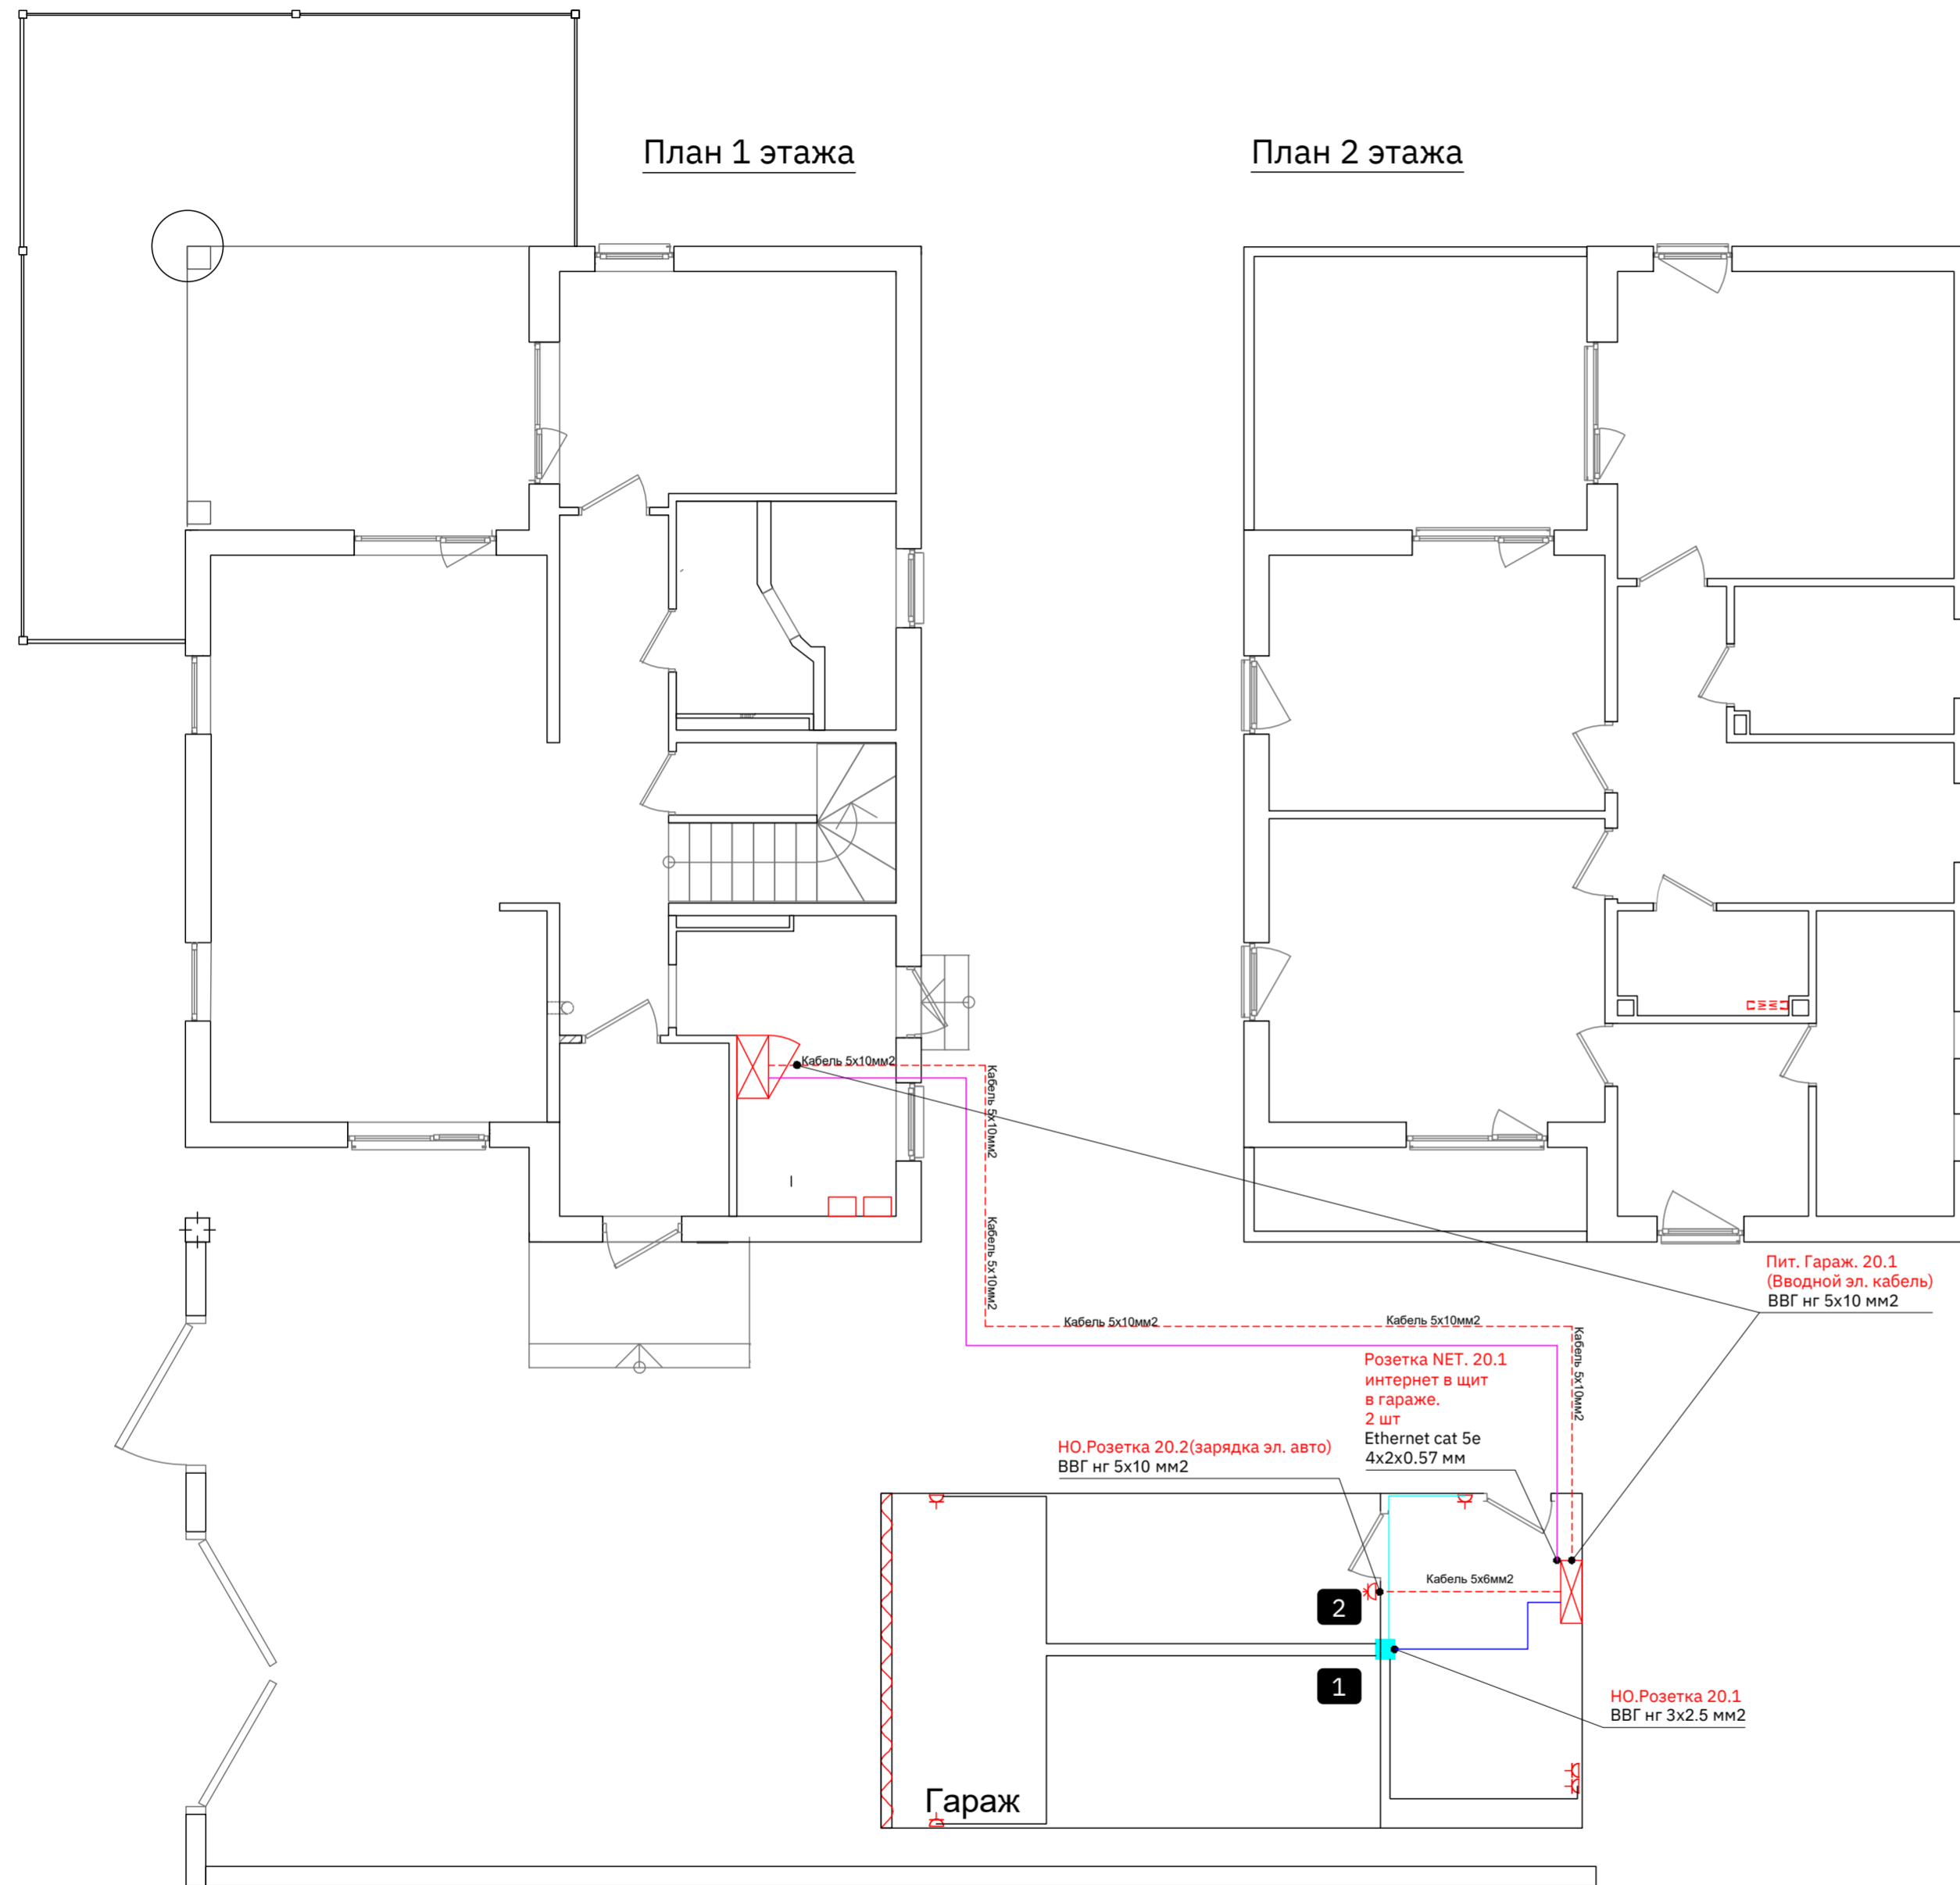 План 1 этажа
План 2 этажа
Кабель 5х10мм2
Кабель 5х10мм2
Кабель 5х10мм2
Пит. Гараж. 20.1
(Вводной эл. кабель)
ВВГ нг 5х10 мм2
Кабель 5х10мм2
Кабель 5х10мм2
Кабель 5х10мм2
Розетка NET. 20.1
интернет в щит
в гараже.
2 шт
Ethernet cat 5e
4х2х0.57 мм
НО.Розетка 20.2(зарядка эл. авто)
ВВГ нг 5х10 мм2
Кабель 5х6мм2
2
1
НО.Розетка 20.1
ВВГ нг 3х2.5 мм2
Гараж